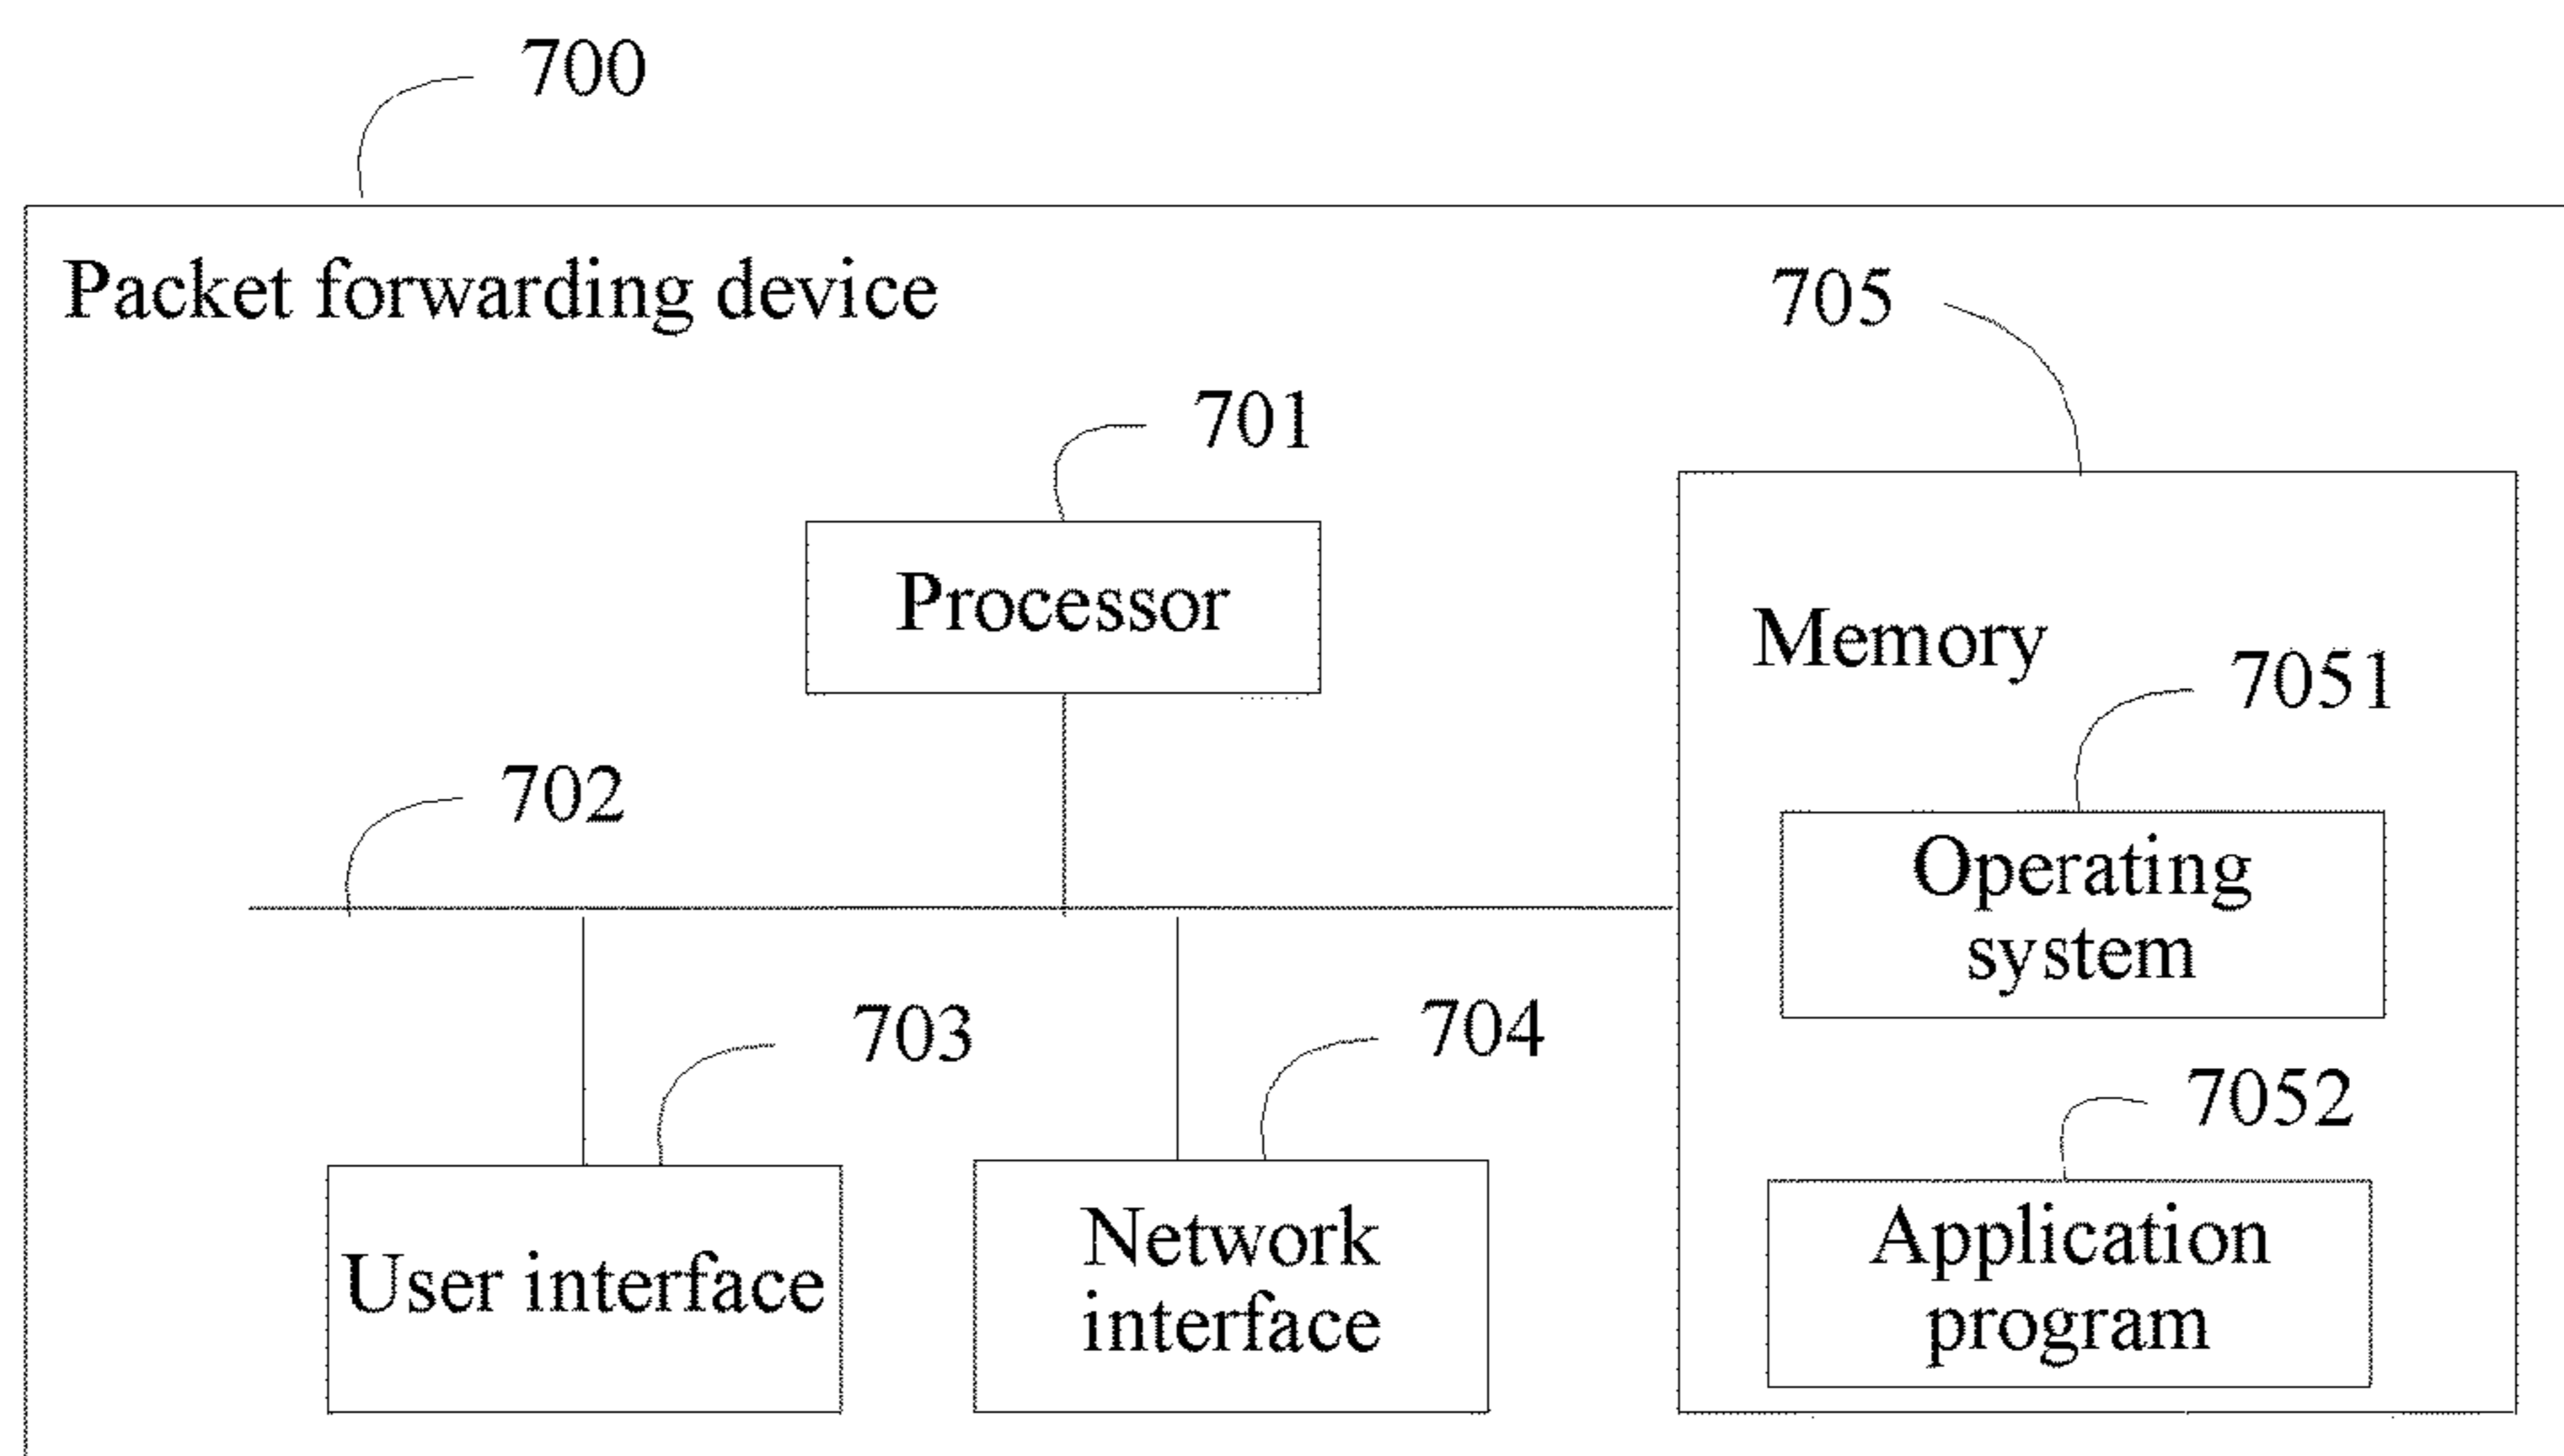 700
Packet forwarding device
705
701
Processor
Memory
7051
702
Operating
system
703
704
7052
User interface
Network
interface
Application
program